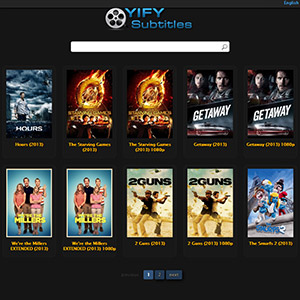 English
YIFY
Subtitles
HOURS
GETAWAY
GETAWAY
Hours (2013)
The Starving Games
(2013)
The Starving Games
(2013) 1080p
Getaway (2013)
Getaway (2013) 1080p
MILLERS
MILLERS
2GUNS
2GUNS
We're the Millers
EXTENDED (2013)
We're the Millers
EXTENDED (2013) 1080p
2 Guns (2013)
2 Guns (2013) 1080p
The Smurfs 2 (2013)
previous 1 2 next